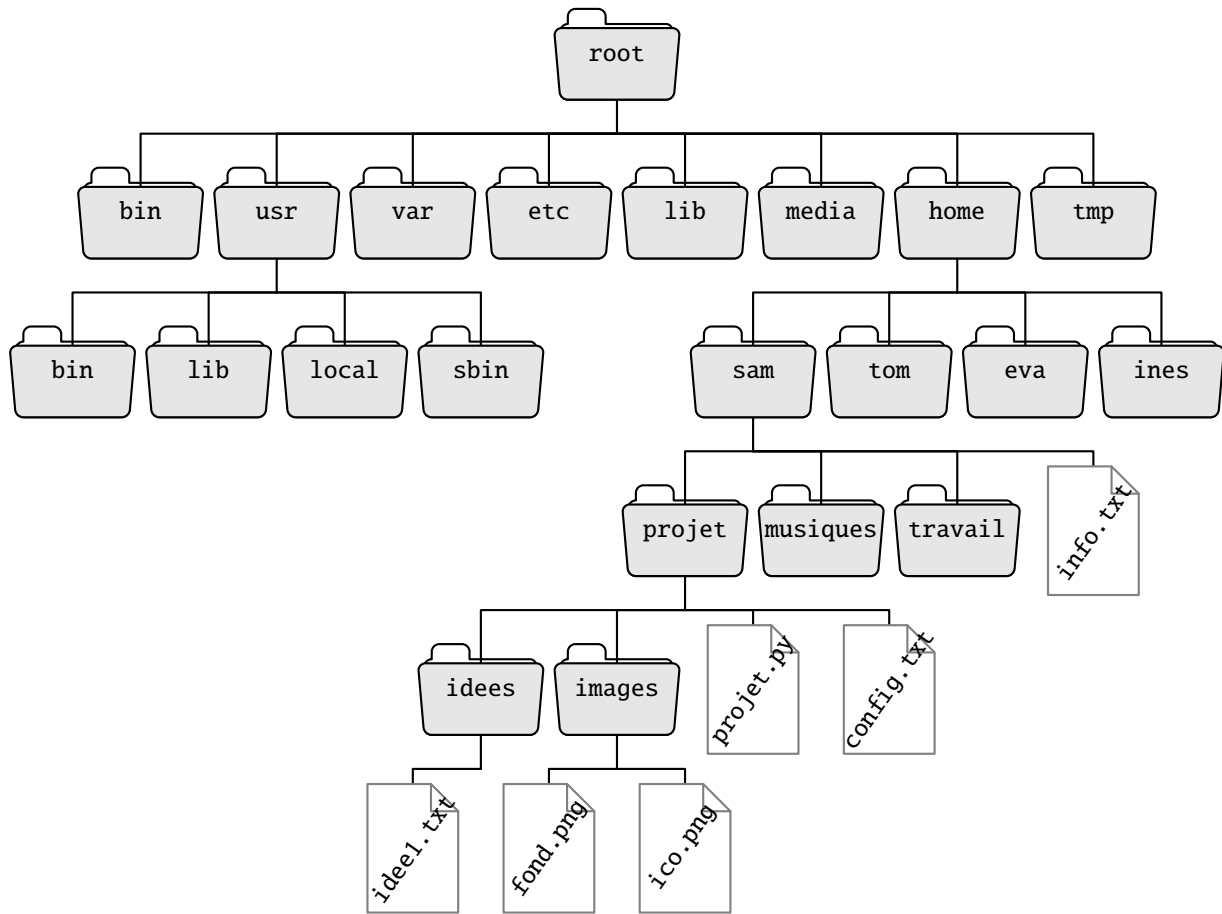 root
bin usr var etc lib media home tmp
bin lib local sbin sam tom eva ines
projet musiques travail info.txt
idees images projet.py config.txt
idee1.txt fond.png ico.png